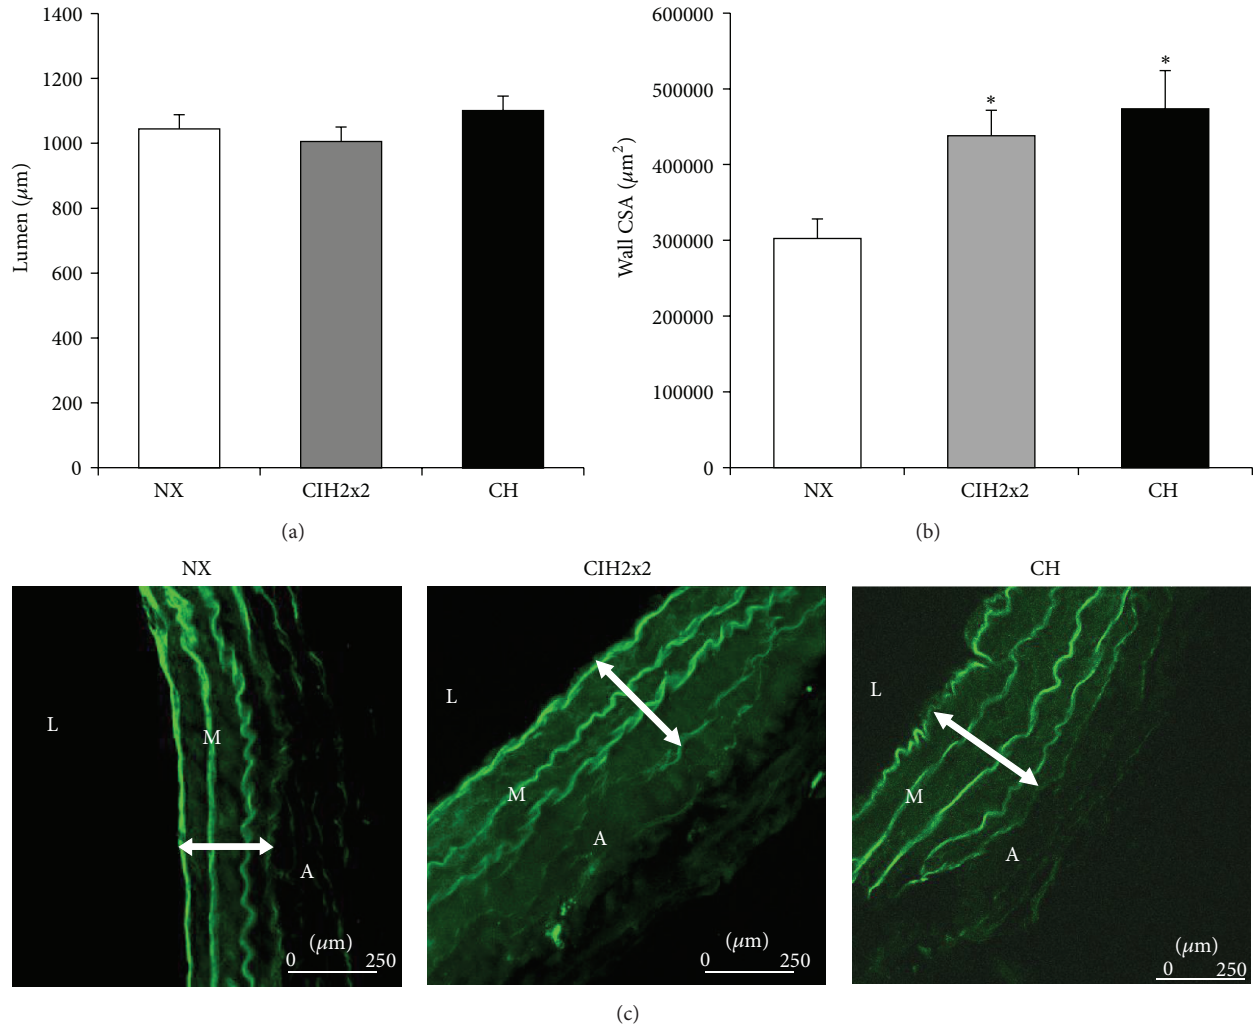 1400
1200
1000
800
600
400
200
0
Lumen (μm)
NX
CIH2x2
CH
(a)
600000
500000
400000
300000
200000
100000
0
Wall CSA (μm²)
*
*
NX
CIH2x2
CH
(b)
NX
L
M
A
(μm)
0 250
CIH2x2
L
M
A
(μm)
0 250
CH
L
M
A
(μm)
0 250
(c)